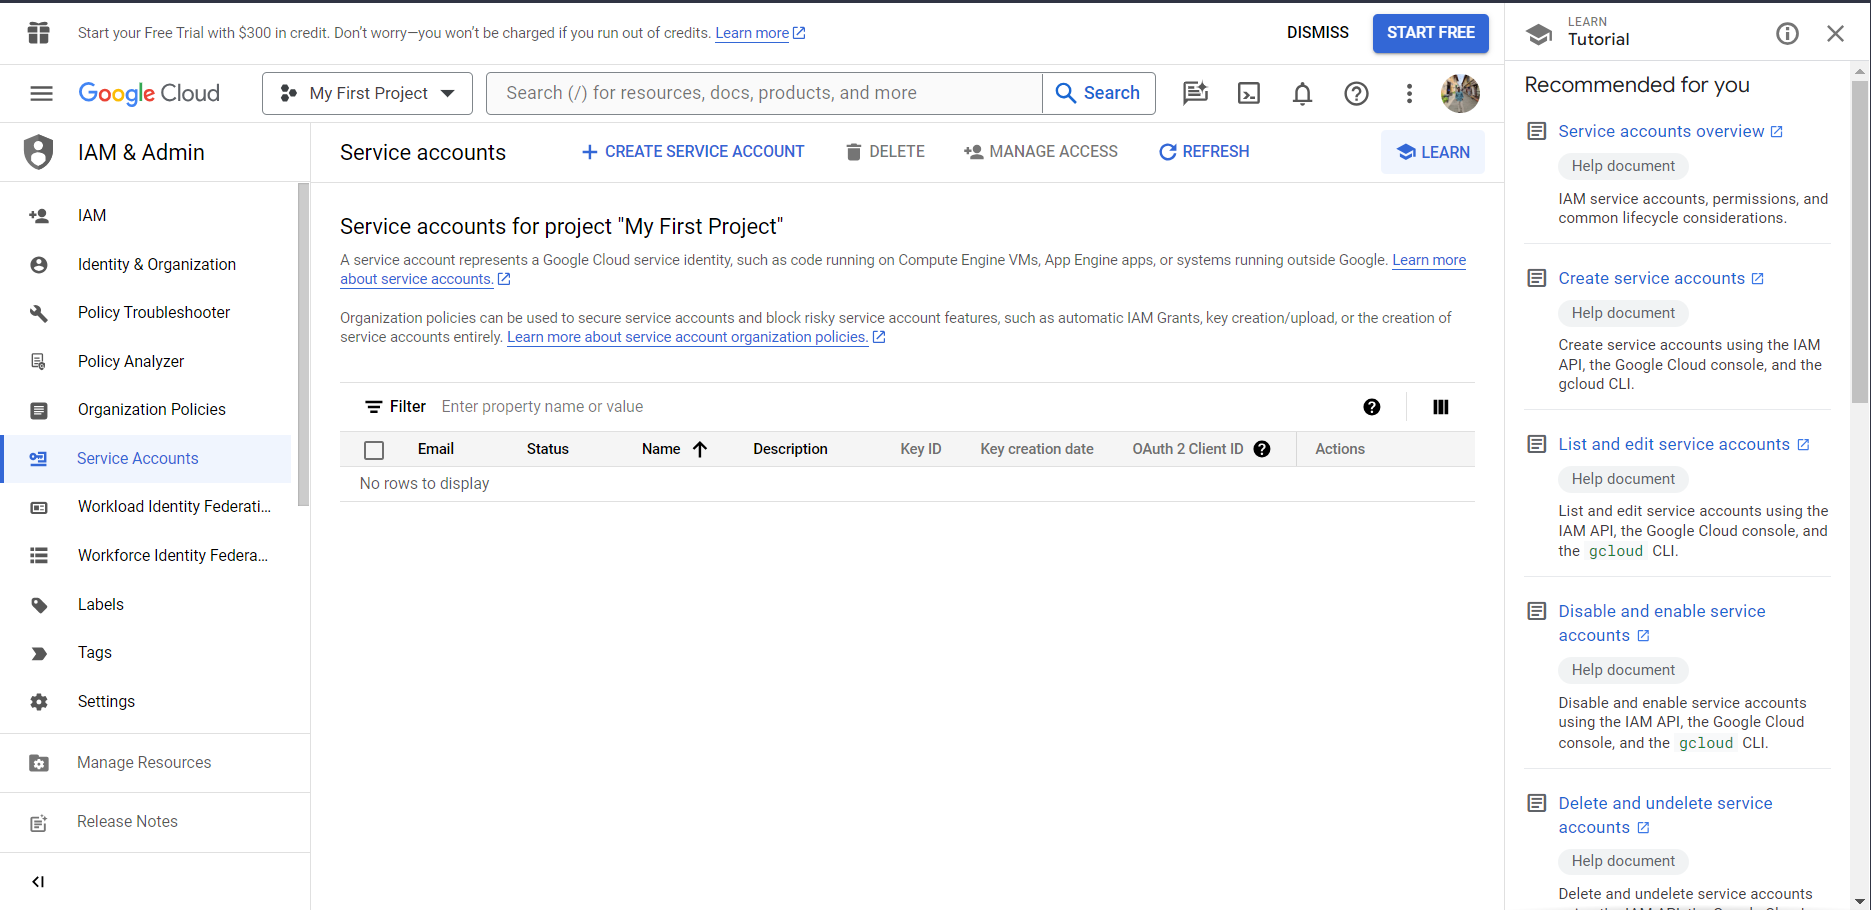 Start your Free Trial with $300 in credit. Don't worry—you won't be charged if you run out of credits. Learn more
DISMISS
START FREE
Google Cloud
My First Project
Search (/) for resources, docs, products, and more
Search
IAM & Admin
IAM
Identity & Organization
Policy Troubleshooter
Policy Analyzer
Organization Policies
Service Accounts
Workload Identity Federati...
Workforce Identity Federa...
Labels
Tags
Settings
Manage Resources
Release Notes
Service accounts
CREATE SERVICE ACCOUNT
DELETE
MANAGE ACCESS
REFRESH
LEARN
Service accounts for project "My First Project"
A service account represents a Google Cloud service identity, such as code running on Compute Engine VMs, App Engine apps, or systems running outside Google. Learn more
about service accounts.
Organization policies can be used to secure service accounts and block risky service account features, such as automatic IAM Grants, key creation/upload, or the creation of
service accounts entirely. Learn more about service account organization policies.
Filter Enter property name or value
Email Status Name Description Key ID Key creation date OAuth 2 Client ID Actions
No rows to display
LEARN
Tutorial
Recommended for you
Service accounts overview
Help document
IAM service accounts, permissions, and
common lifecycle considerations.
Create service accounts
Help document
Create service accounts using the IAM
API, the Google Cloud console, and the
gcloud CLI.
List and edit service accounts
Help document
List and edit service accounts using the
IAM API, the Google Cloud console, and
the gcloud CLI.
Disable and enable service
accounts
Help document
Disable and enable service accounts
using the IAM API, the Google Cloud
console, and the gcloud CLI.
Delete and undelete service
accounts
Help document
Delete and undelete service accounts